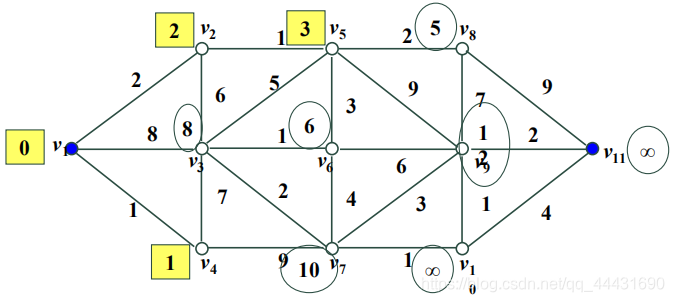 2 v2 1 3 v5 2 5 v8
2 6 5 3 9 7 9
0 v1 8 8 v3 1 6 v6 6 12 v9 2 v11 ∞
1 7 2 4 3 1 4
1 v4 9 10 v7 1 ∞ v10
https://blog.csdn.net/qq_44431690